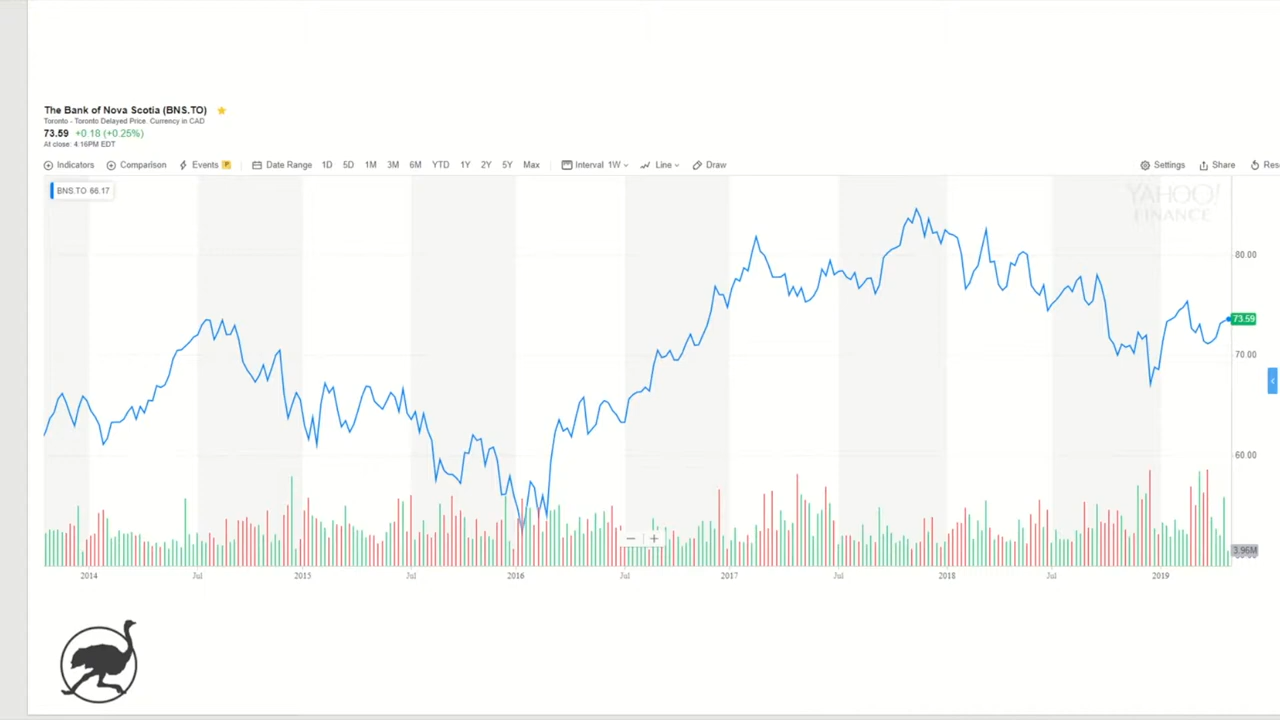 The Bank of Nova Scotia (BNS.TO)
Toronto - Toronto Delayed Price. Currency in CAD
73.59 +0.18 (+0.25%)
At close: 4:16PM EDT
Indicators Comparison Events P Date Range 1D 5D 1M 3M 6M YTD 1Y 2Y 5Y Max Interval 1W Line Draw Settings Share
BNS.TO 66.17
YAHOO!
FINANCE
80.00
73.59
70.00
60.00
3.96M
2014 Jul 2015 Jul 2016 Jul 2017 Jul 2018 Jul 2019